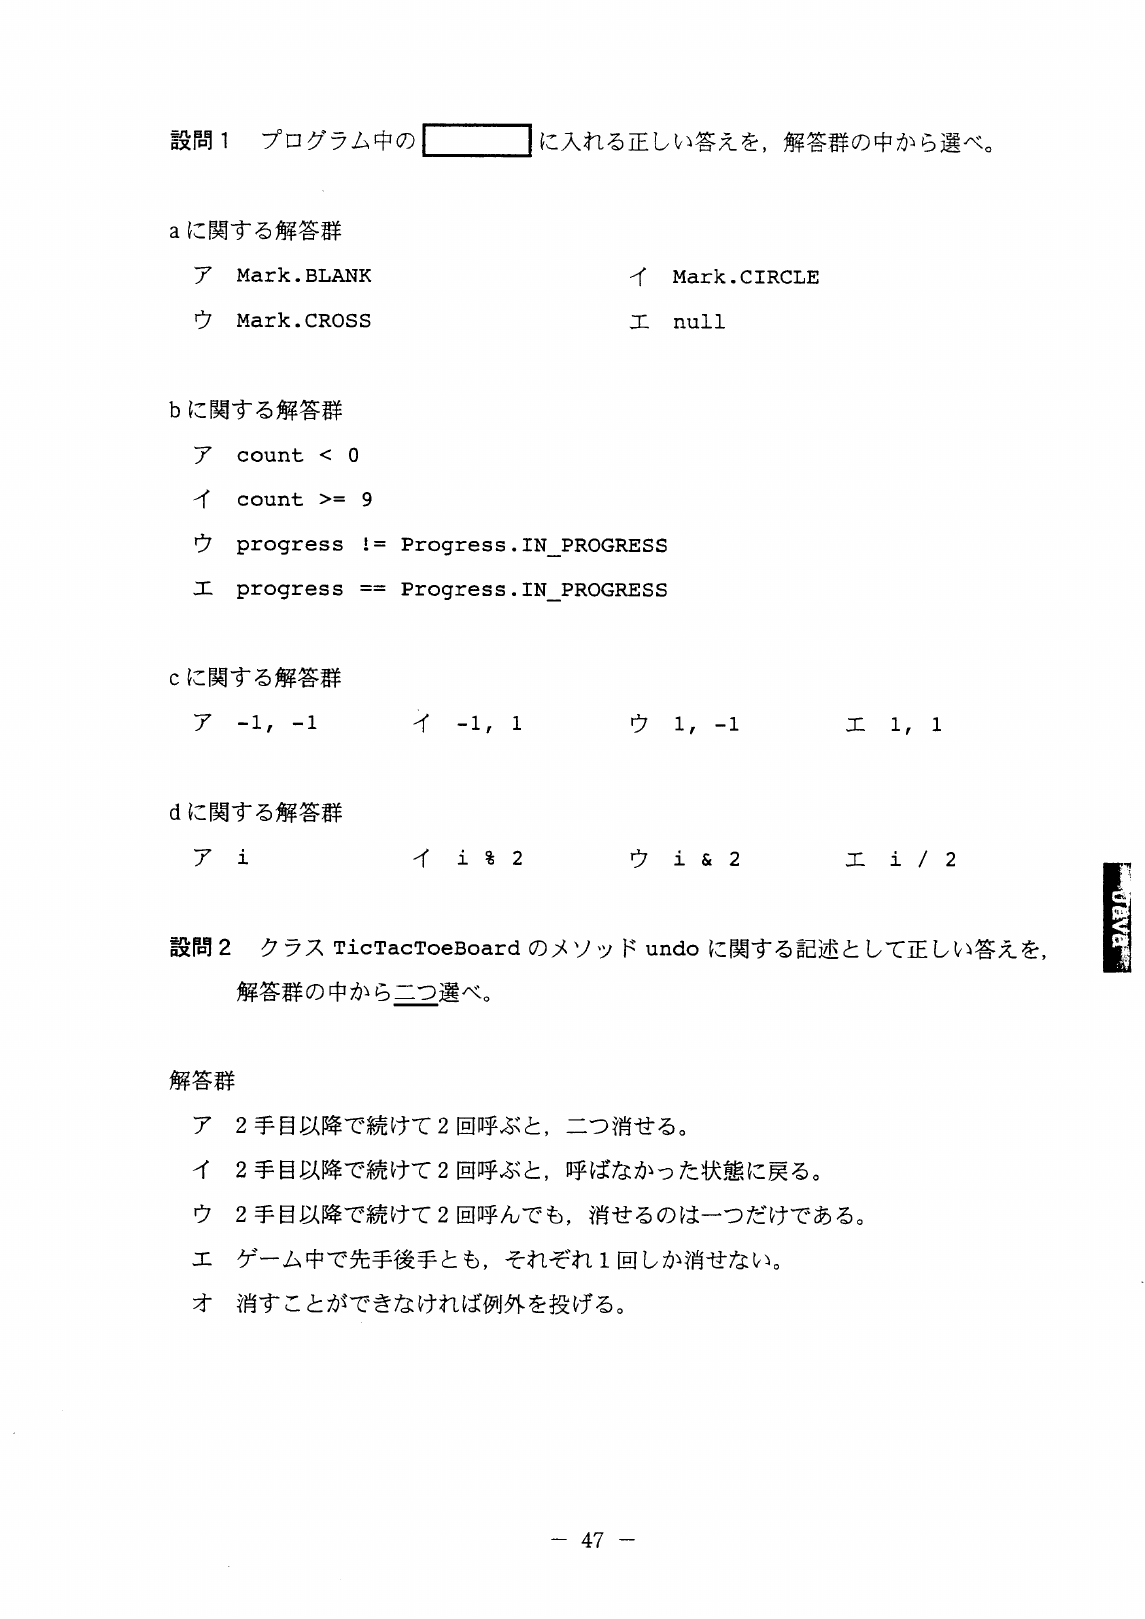 設問1 プログラム中の に入れる正しい答えを，解答群の中から選べ。
aに関する解答群
ア Mark.BLANK イ Mark.CIRCLE
ウ Mark.CROSS エ null
bに関する解答群
ア count < 0
イ count >= 9
ウ progress != Progress.IN_PROGRESS
エ progress == Progress.IN_PROGRESS
cに関する解答群
ア -1, -1 イ -1, 1 ウ 1, -1 エ 1, 1
dに関する解答群
ア i イ i % 2 ウ i & 2 エ i / 2
Java
設問2 クラス TicTacToeBoard のメソッド undo に関する記述として正しい答えを，
解答群の中から二つ選べ。
解答群
ア 2手目以降で続けて2回呼ぶと，二つ消せる。
イ 2手目以降で続けて2回呼ぶと，呼ばなかった状態に戻る。
ウ 2手目以降で続けて2回呼んでも，消せるのは一つだけである。
エ ゲーム中で先手後手とも，それぞれ1回しか消せない。
オ 消すことができなければ例外を投げる。
— 47 —